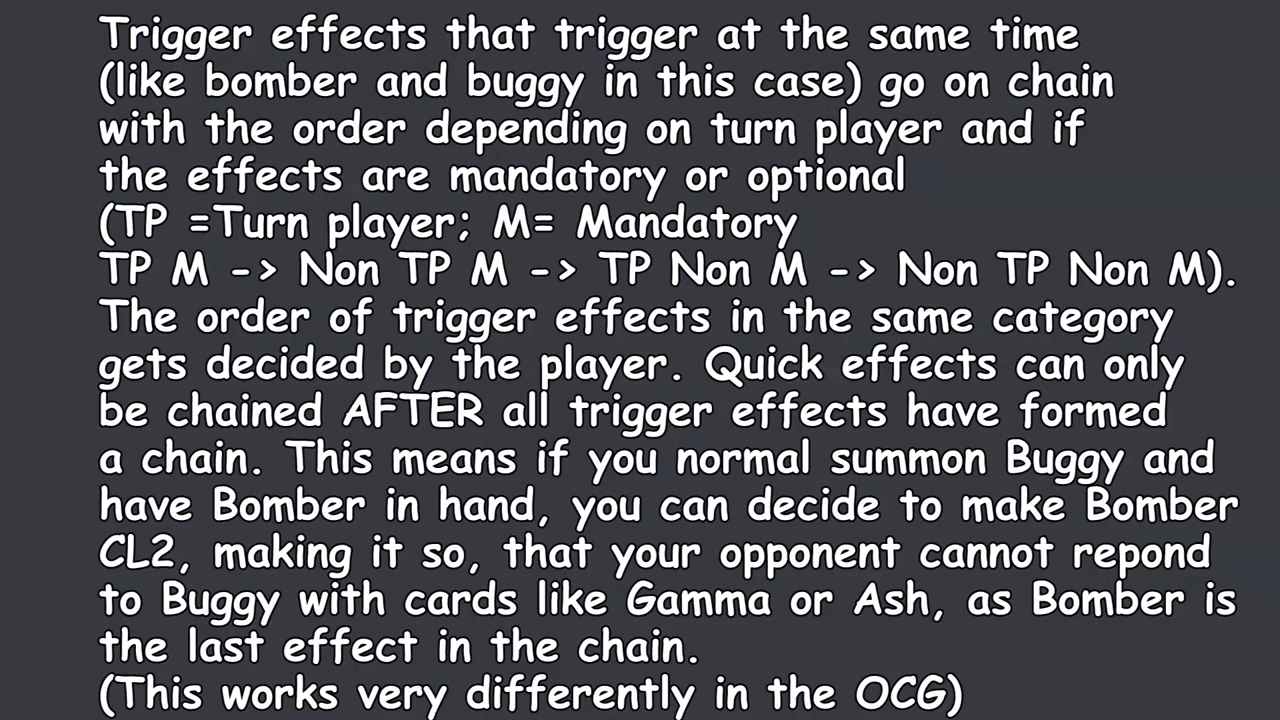 Trigger effects that trigger at the same time
(like bomber and buggy in this case) go on chain
with the order depending on turn player and if
the effects are mandatory or optional
(TP =Turn player; M= Mandatory
TP M -> Non TP M -> TP Non M -> Non TP Non M).
The order of trigger effects in the same category
gets decided by the player. Quick effects can only
be chained AFTER all trigger effects have formed
a chain. This means if you normal summon Buggy and
have Bomber in hand, you can decide to make Bomber
CL2, making it so, that your opponent cannot repond
to Buggy with cards like Gamma or Ash, as Bomber is
the last effect in the chain.
(This works very differently in the OCG)